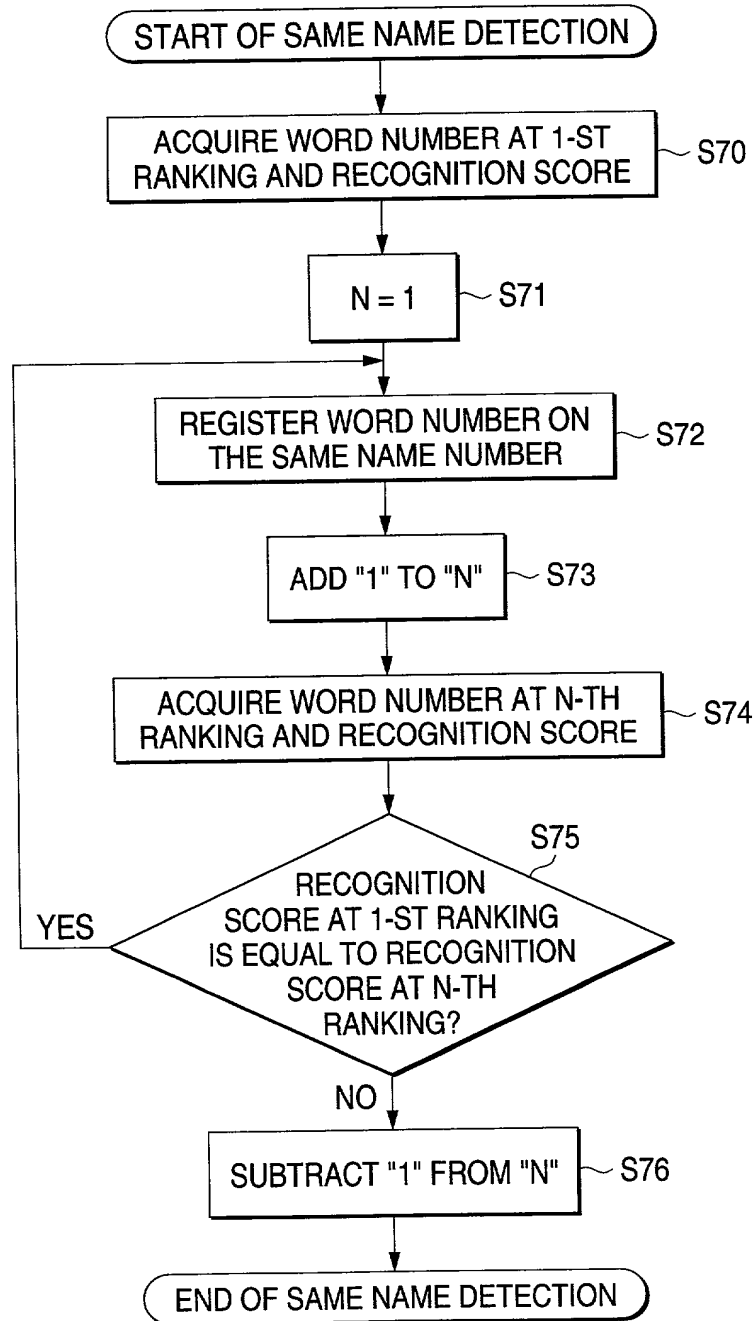 START OF SAME NAME DETECTION
ACQUIRE WORD NUMBER AT 1-ST
RANKING AND RECOGNITION SCORE
S70
N = 1
S71
REGISTER WORD NUMBER ON
THE SAME NAME NUMBER
S72
ADD "1" TO "N"
S73
ACQUIRE WORD NUMBER AT N-TH
RANKING AND RECOGNITION SCORE
S74
S75
RECOGNITION
SCORE AT 1-ST RANKING
IS EQUAL TO RECOGNITION
SCORE AT N-TH
RANKING?
YES
NO
SUBTRACT "1" FROM "N"
S76
END OF SAME NAME DETECTION